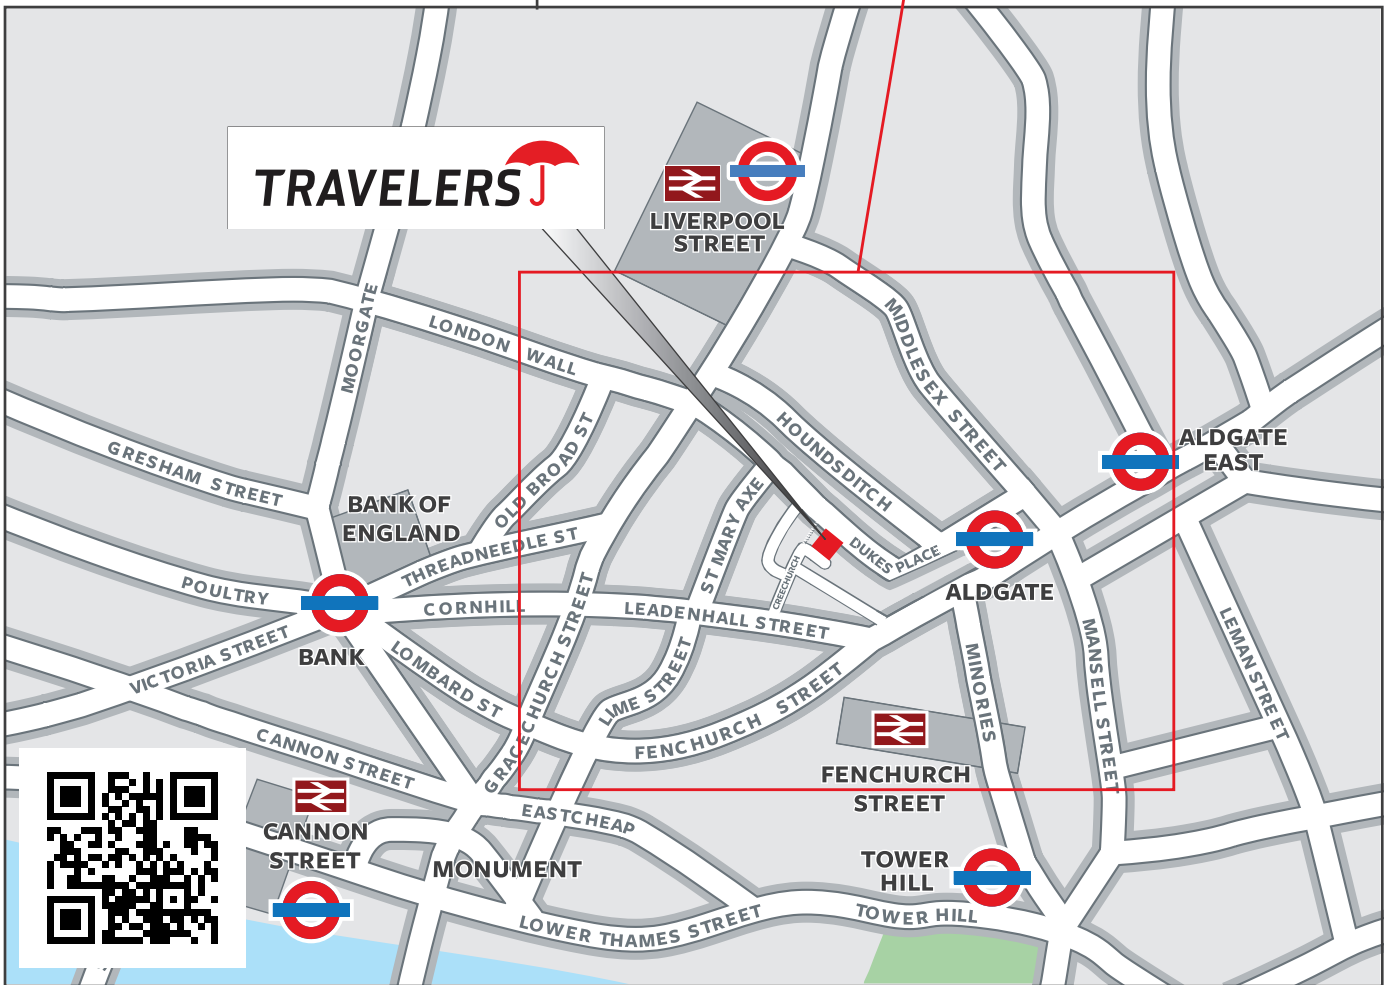 TRAVELERS
LIVERPOOL
STREET
MOORGATE
LONDON WALL
MIDDLESEX STREET
HOUNDSDITCH
ALDGATE
EAST
GRESHAM STREET
OLD BROAD ST
BANK OF
ENGLAND
THREADNEEDLE ST
ST MARY AXE
DUKES PLACE
CREECHURCH
ALDGATE
POULTRY
CORNHILL
LEADENHALL STREET
VICTORIA STREET
BANK
LOMBARD ST
GRACECHURCH STREET
LIME STREET
FENCHURCH STREET
MINORIES
MANSELL STREET
LEMAN STREET
CANNON STREET
FENCHURCH
STREET
CANNON
STREET
EASTCHEAP
MONUMENT
TOWER
HILL
LOWER THAMES STREET
TOWER HILL